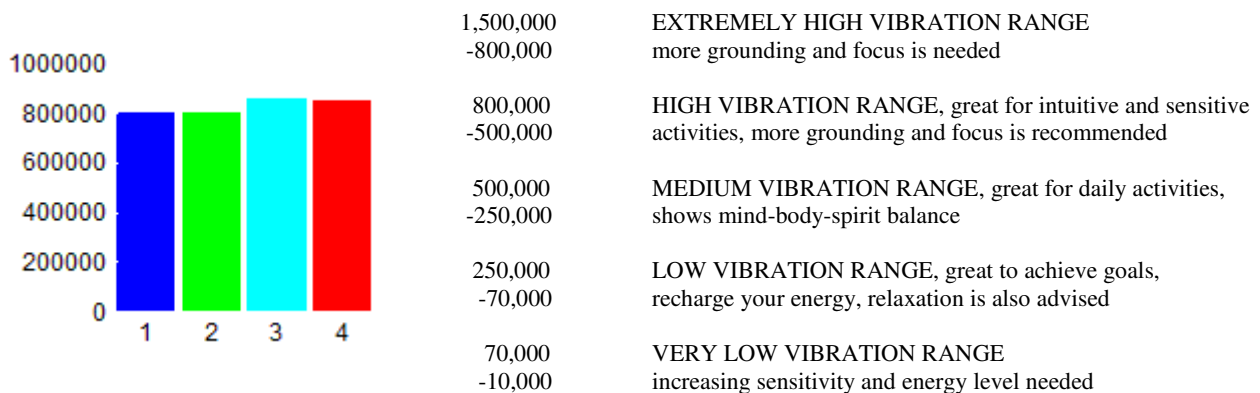 1000000
800000
600000
400000
200000
0
1 2 3 4
1,500,000 EXTREMELY HIGH VIBRATION RANGE
-800,000 more grounding and focus is needed
800,000 HIGH VIBRATION RANGE, great for intuitive and sensitive
-500,000 activities, more grounding and focus is recommended
500,000 MEDIUM VIBRATION RANGE, great for daily activities,
-250,000 shows mind-body-spirit balance
250,000 LOW VIBRATION RANGE, great to achieve goals,
-70,000 recharge your energy, relaxation is also advised
70,000 VERY LOW VIBRATION RANGE
-10,000 increasing sensitivity and energy level needed